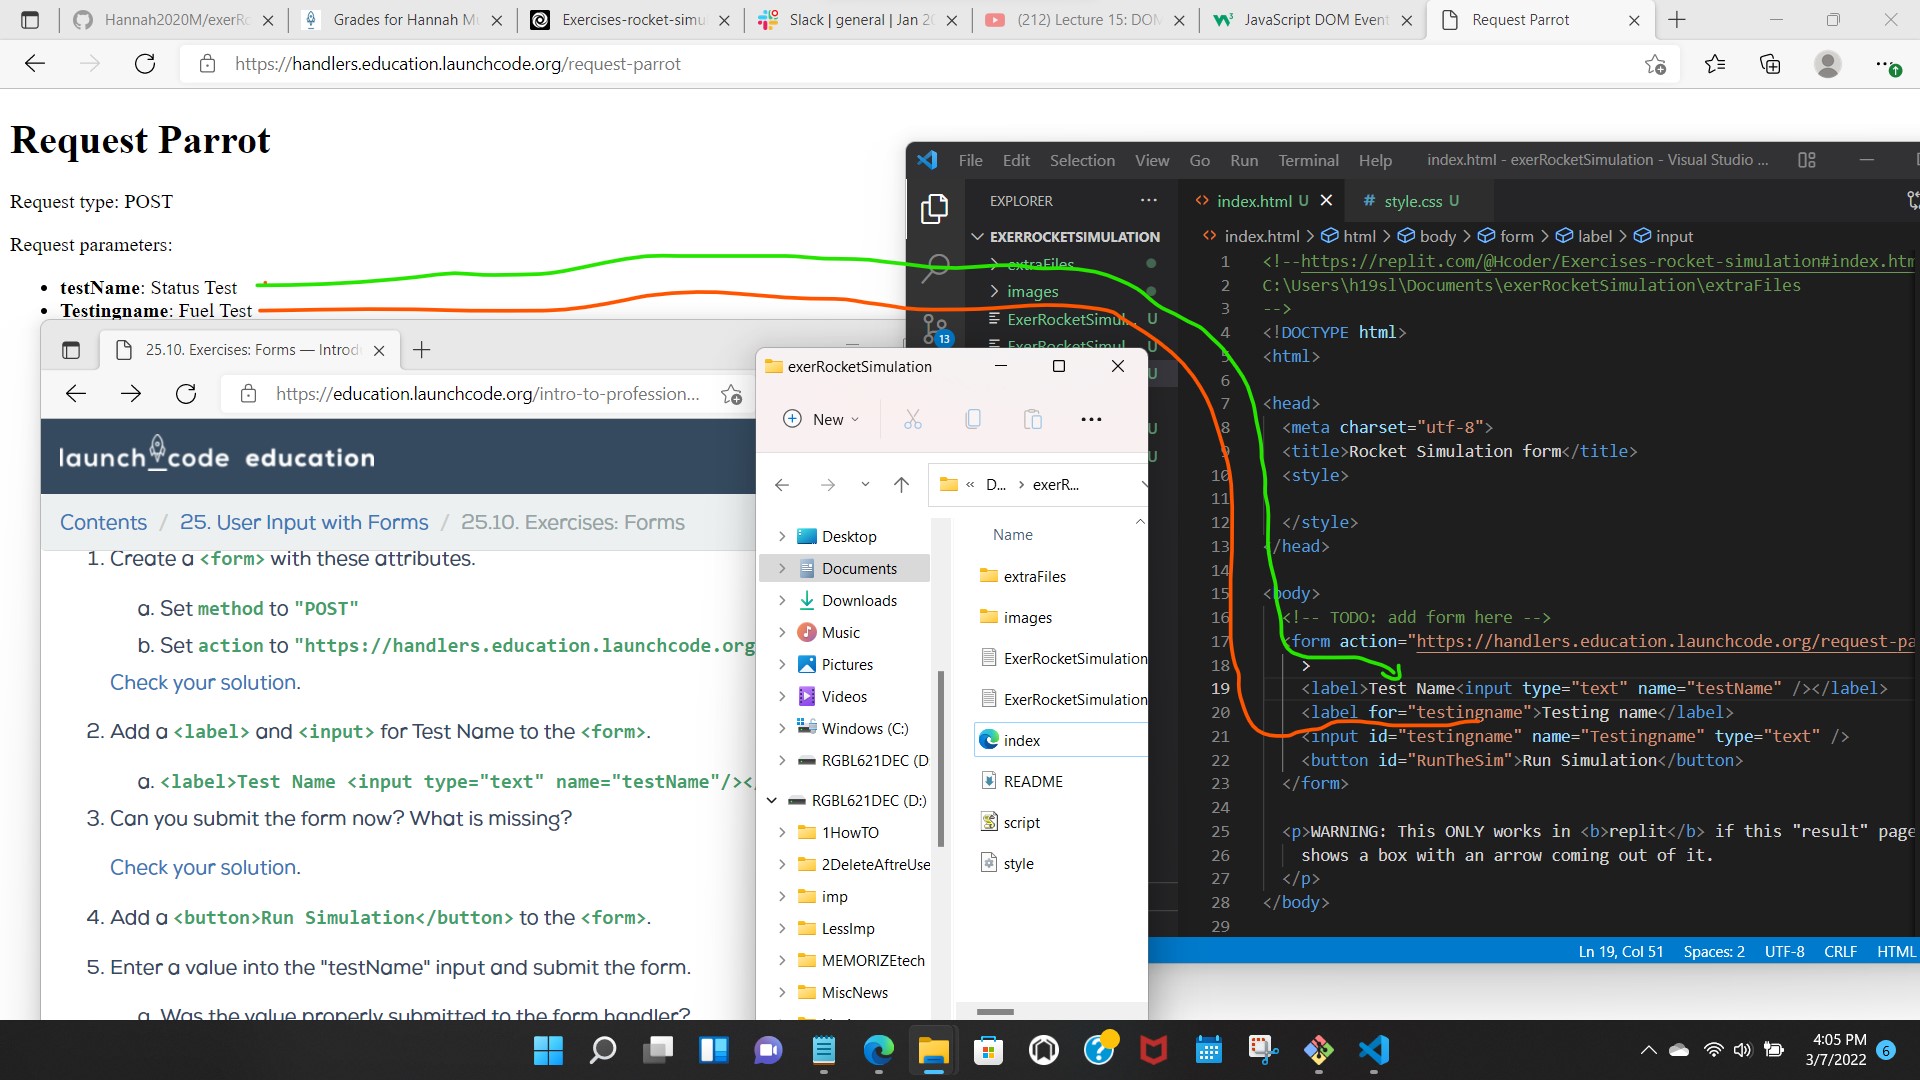 Hannah2020M/exerRo
Grades for Hannah Mu
Exercises-rocket-simu
Slack | general | Jan 20
(212) Lecture 15: DOM
JavaScript DOM Event
Request Parrot
https://handlers.education.launchcode.org/request-parrot
Request Parrot
Request type: POST
Request parameters:
testName: Status Test
Testingname: Fuel Test
25.10. Exercises: Forms — Introd
https://education.launchcode.org/intro-to-profession...
launch code education
Contents / 25. User Input with Forms / 25.10. Exercises: Forms
1. Create a <form> with these attributes.
a. Set method to "POST"
b. Set action to "https://handlers.education.launchcode.org
Check your solution.
2. Add a <label> and <input> for Test Name to the <form>.
a. <label>Test Name <input type="text" name="testName"/></
3. Can you submit the form now? What is missing?
Check your solution.
4. Add a <button>Run Simulation</button> to the <form>.
5. Enter a value into the "testName" input and submit the form.
a. Was the value properly submitted to the form handler?
exerRocketSimulation
New
« D... > exerR...
Desktop
Documents
Downloads
Music
Pictures
Videos
Windows (C:)
RGBL621DEC (D
RGBL621DEC (D:)
1HowTO
2DeleteAftreUse
imp
LessImp
MEMORIZEtech
MiscNews
Name
extraFiles
images
ExerRocketSimulation
ExerRocketSimulation
index
README
script
style
File Edit Selection View Go Run Terminal Help index.html - exerRocketSimulation - Visual Studio ...
EXPLORER ...
index.html U
# style.css U
EXERROCKETSIMULATION
extraFiles
images
ExerRocketSimul... U
ExerRocketSimul... U
U
U
U
13
index.html > html > body > form > label > input
1 <!--https://replit.com/@Hcoder/Exercises-rocket-simulation#index.htm
2 C:\Users\h19sl\Documents\exerRocketSimulation\extraFiles
3 -->
4 <!DOCTYPE html>
5 <html>
6
7 <head>
8 <meta charset="utf-8">
9 <title>Rocket Simulation form</title>
10 <style>
11
12 </style>
13 </head>
14
15 <body>
16 <!-- TODO: add form here -->
17 <form action="https://handlers.education.launchcode.org/request-pa
18 >
19 <label>Test Name<input type="text" name="testName" /></label>
20 <label for="testingname">Testing name</label>
21 <input id="testingname" name="Testingname" type="text" />
22 <button id="RunTheSim">Run Simulation</button>
23 </form>
24
25 <p>WARNING: This ONLY works in <b>replit</b> if this "result" page
26 shows a box with an arrow coming out of it.
27 </p>
28 </body>
29
Ln 19, Col 51 Spaces: 2 UTF-8 CRLF HTML
4:05 PM
3/7/2022
6